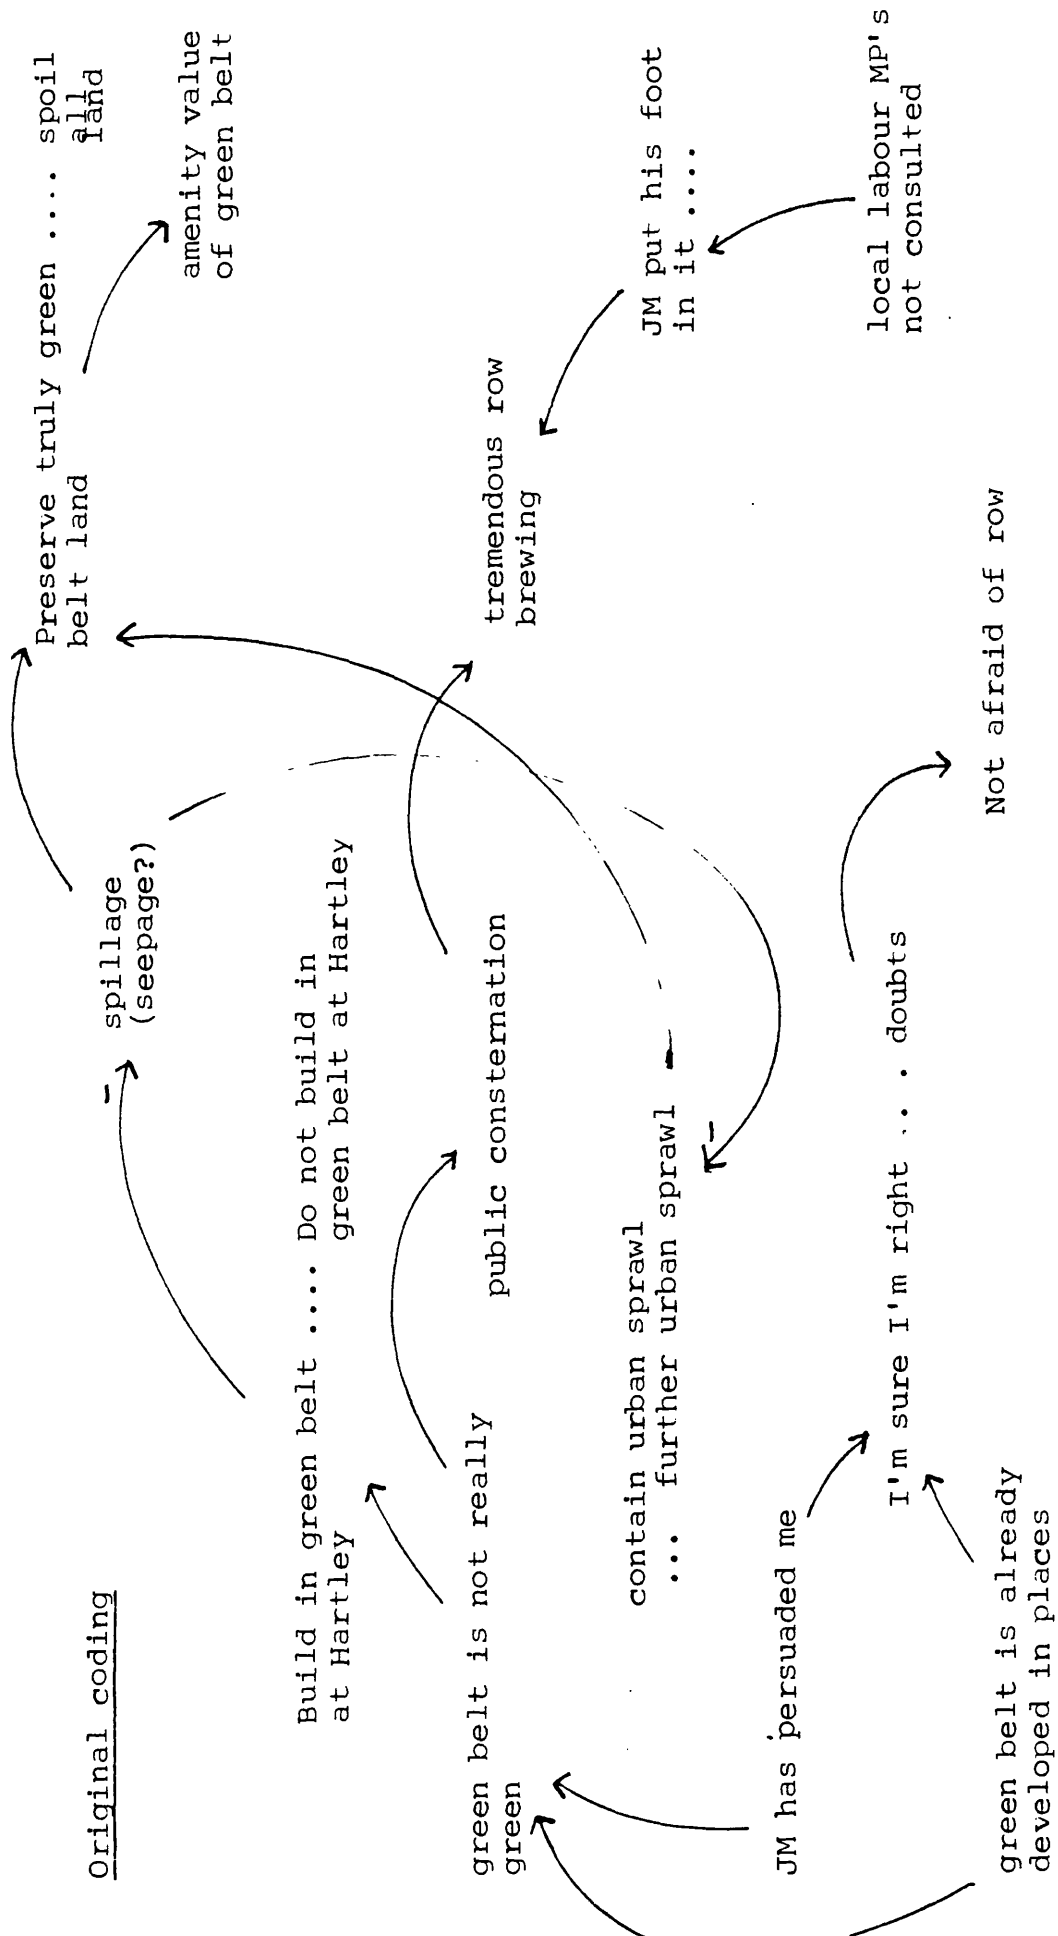 Original coding
Preserve truly green .... spoil
belt land all
land
spillage
(seepage?)
amenity value
of green belt
Build in green belt .... Do not build in
at Hartley green belt at Hartley
green belt is not really
green
public consternation
tremendous row
brewing
contain urban sprawl
... further urban sprawl
JM put his foot
in it ....
JM has persuaded me
I'm sure I'm right ... doubts
local labour MP's
not consulted
green belt is already
developed in places
Not afraid of row
-
-
-